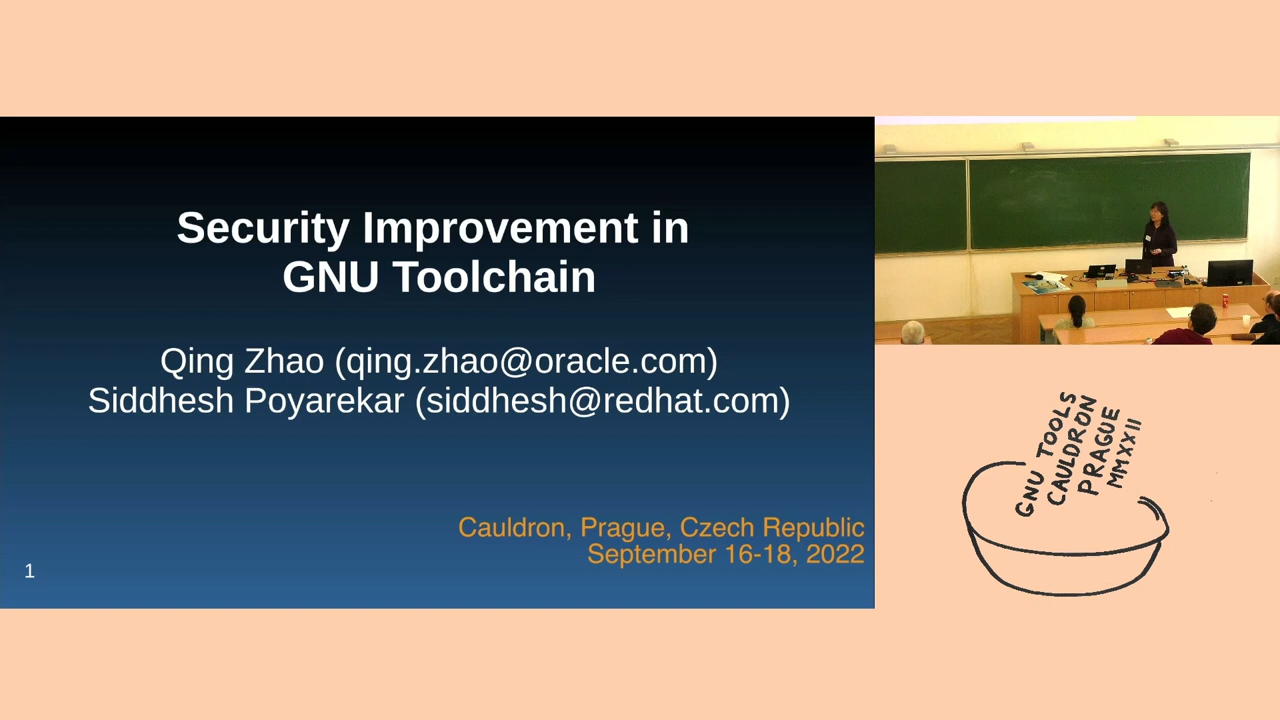 Security Improvement in
GNU Toolchain
Qing Zhao (qing.zhao@oracle.com)
Siddhesh Poyarekar (siddhesh@redhat.com)
Cauldron, Prague, Czech Republic
September 16-18, 2022
1
GNU TOOLS
CAULDRON
PRAGUE
MMXXII